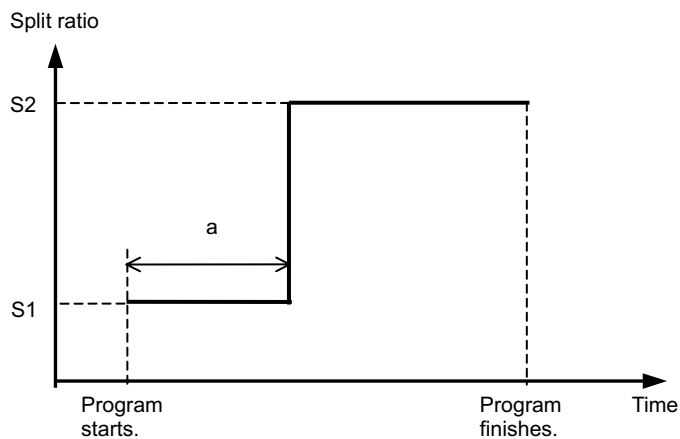 Split ratio
S2
a
S1
Program
starts.
Program
finishes.
Time